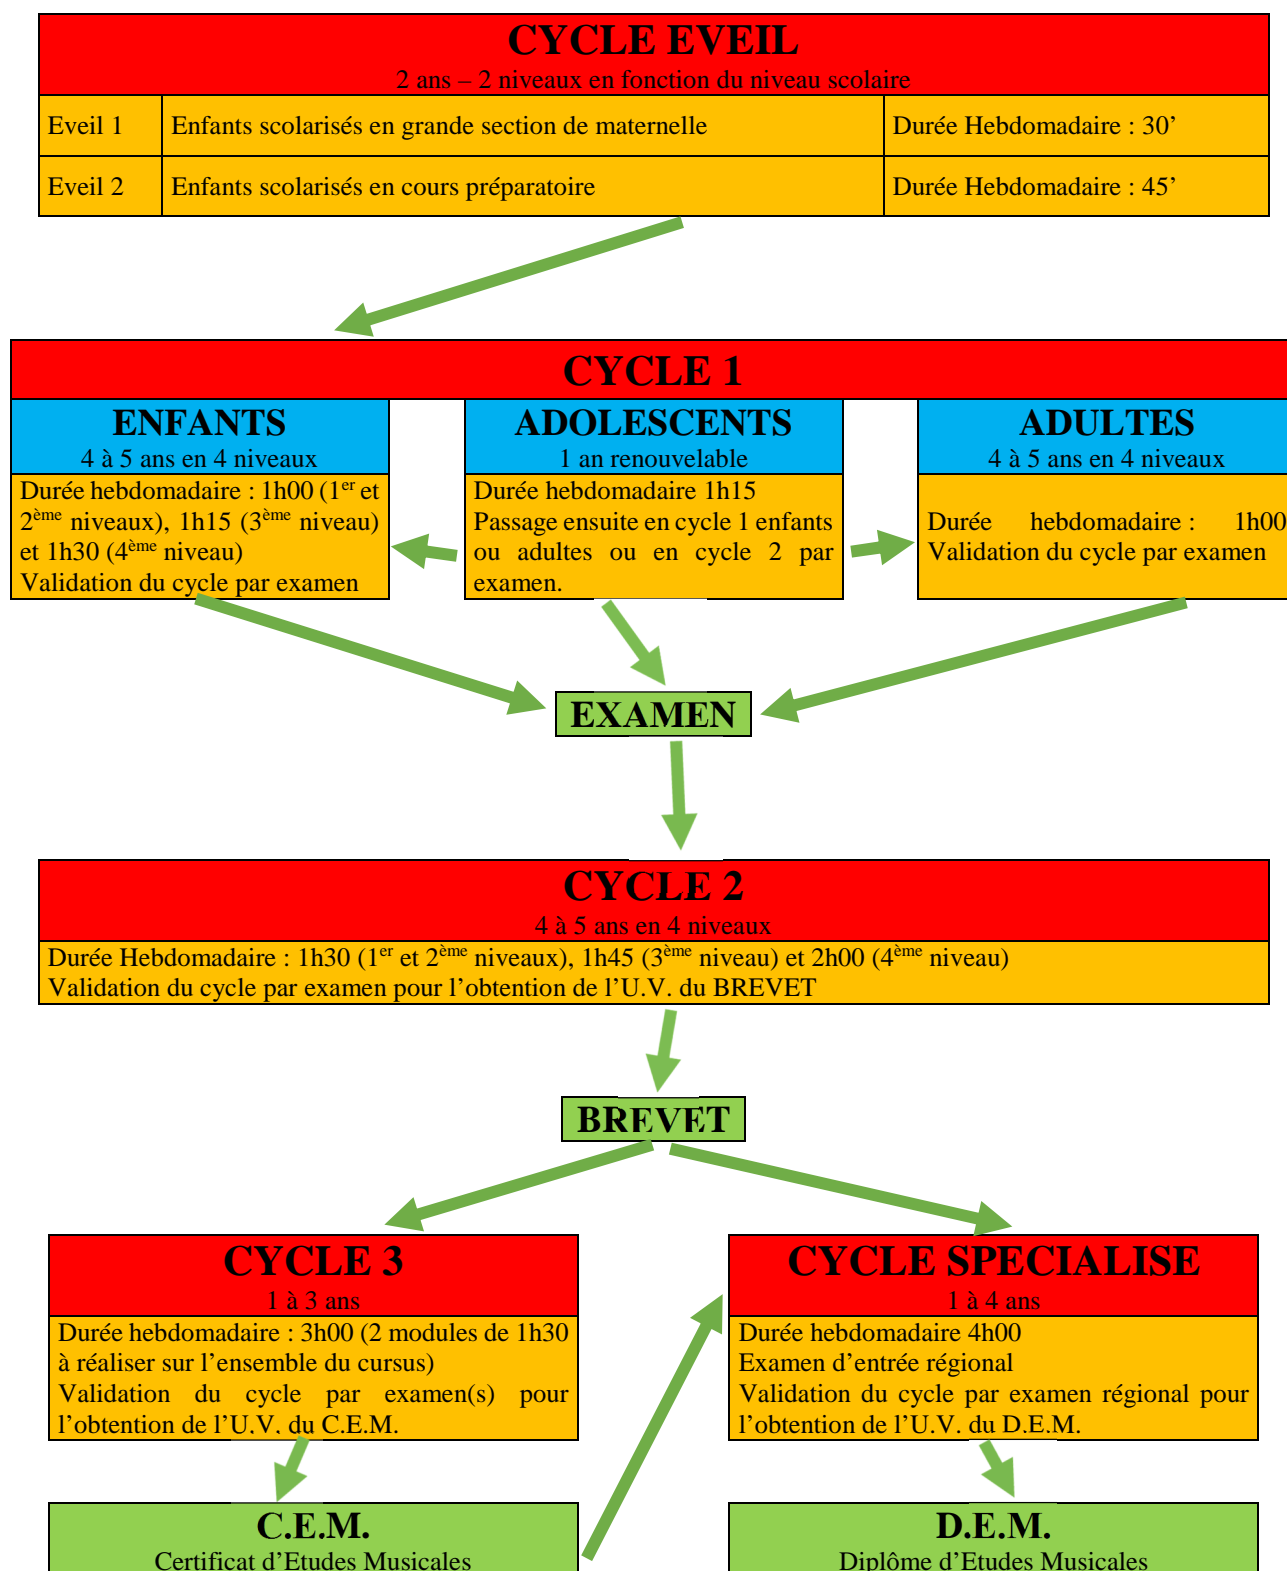 CYCLE EVEIL
2 ans – 2 niveaux en fonction du niveau scolaire
Eveil 1 Enfants scolarisés en grande section de maternelle Durée Hebdomadaire : 30’
Eveil 2 Enfants scolarisés en cours préparatoire Durée Hebdomadaire : 45’
CYCLE 1
ENFANTS
4 à 5 ans en 4 niveaux
Durée hebdomadaire : 1h00 (1er et
2ème niveaux), 1h15 (3ème niveau)
et 1h30 (4ème niveau)
Validation du cycle par examen
ADOLESCENTS
1 an renouvelable
Durée hebdomadaire 1h15
Passage ensuite en cycle 1 enfants
ou adultes ou en cycle 2 par
examen.
ADULTES
4 à 5 ans en 4 niveaux
Durée hebdomadaire : 1h00
Validation du cycle par examen
EXAMEN
CYCLE 2
4 à 5 ans en 4 niveaux
Durée Hebdomadaire : 1h30 (1er et 2ème niveaux), 1h45 (3ème niveau) et 2h00 (4ème niveau)
Validation du cycle par examen pour l’obtention de l’U.V. du BREVET
BREVET
CYCLE 3
1 à 3 ans
Durée hebdomadaire : 3h00 (2 modules de 1h30
à réaliser sur l’ensemble du cursus)
Validation du cycle par examen(s) pour
l’obtention de l’U.V. du C.E.M.
CYCLE SPECIALISE
1 à 4 ans
Durée hebdomadaire 4h00
Examen d’entrée régional
Validation du cycle par examen régional pour
l’obtention de l’U.V. du D.E.M.
C.E.M.
Certificat d’Etudes Musicales
D.E.M.
Diplôme d’Etudes Musicales